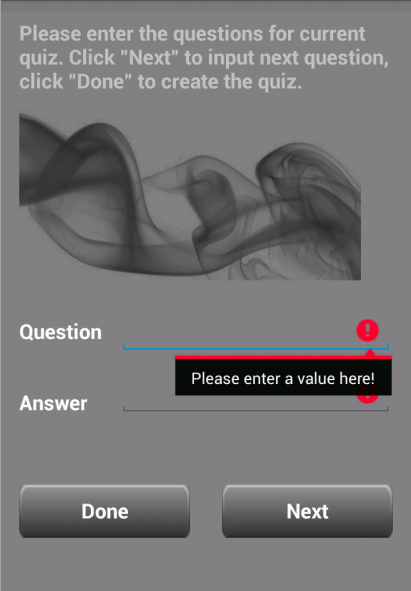 Please enter the questions for current
quiz. Click "Next" to input next question,
click "Done" to create the quiz.
Question
Please enter a value here!
Answer
Done
Next